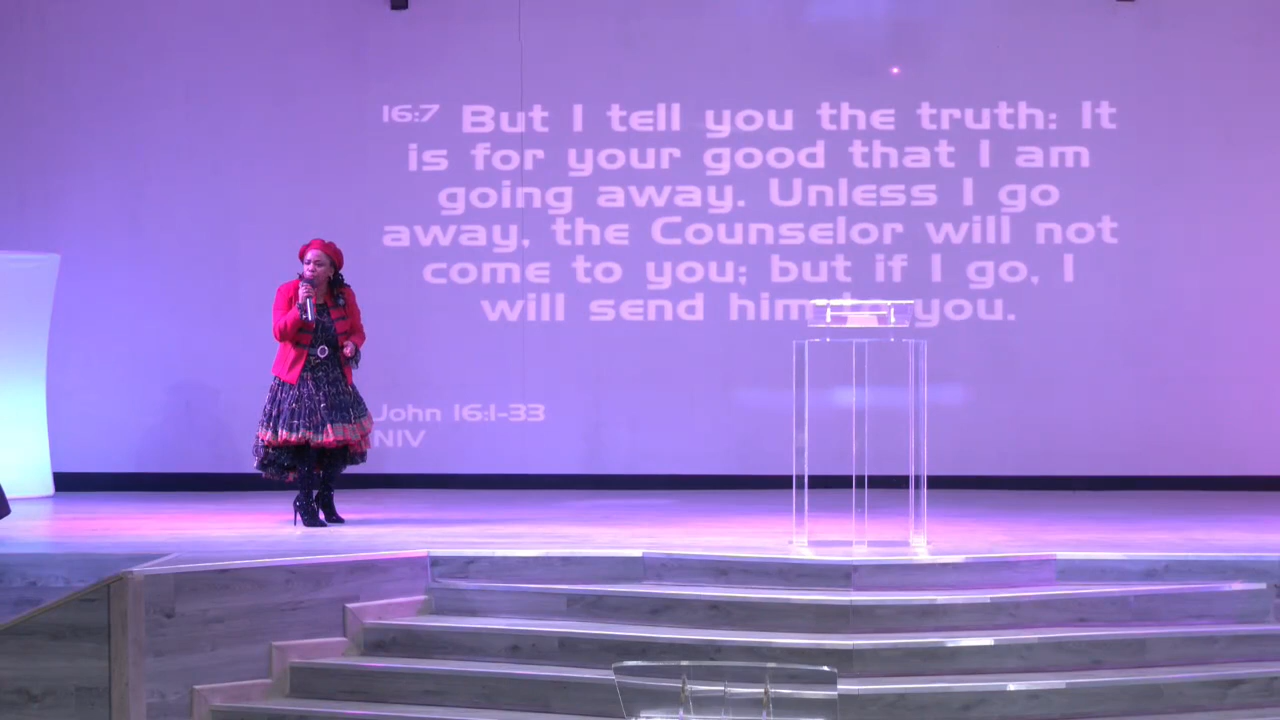 16:7 But I tell you the truth: It
is for your good that I am
going away. Unless I go
away, the Counselor will not
come to you; but if I go, I
will send him to you.
John 16:1-33
NIV